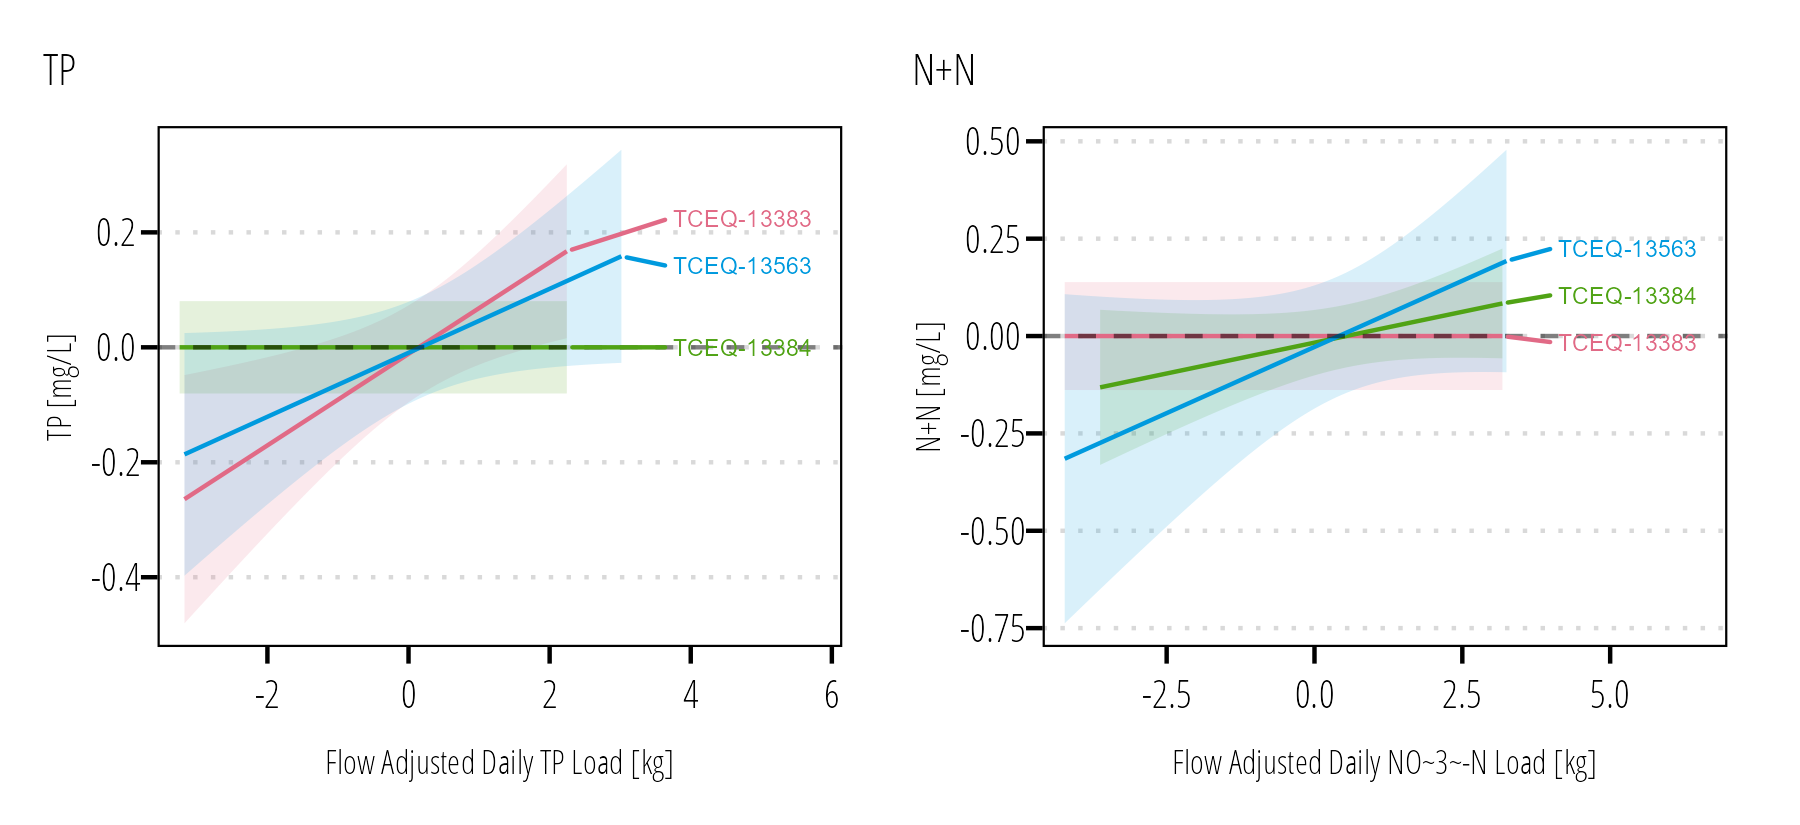 TP
N+N
TP [mg/L]
0.2
0.0
-0.2
-0.4
TCEQ-13383
TCEQ-13563
TCEQ-13384
-2
0
2
4
6
Flow Adjusted Daily TP Load [kg]
N+N [mg/L]
0.50
0.25
0.00
-0.25
-0.50
-0.75
TCEQ-13563
TCEQ-13384
TCEQ-13383
-2.5
0.0
2.5
5.0
Flow Adjusted Daily NO~3~-N Load [kg]